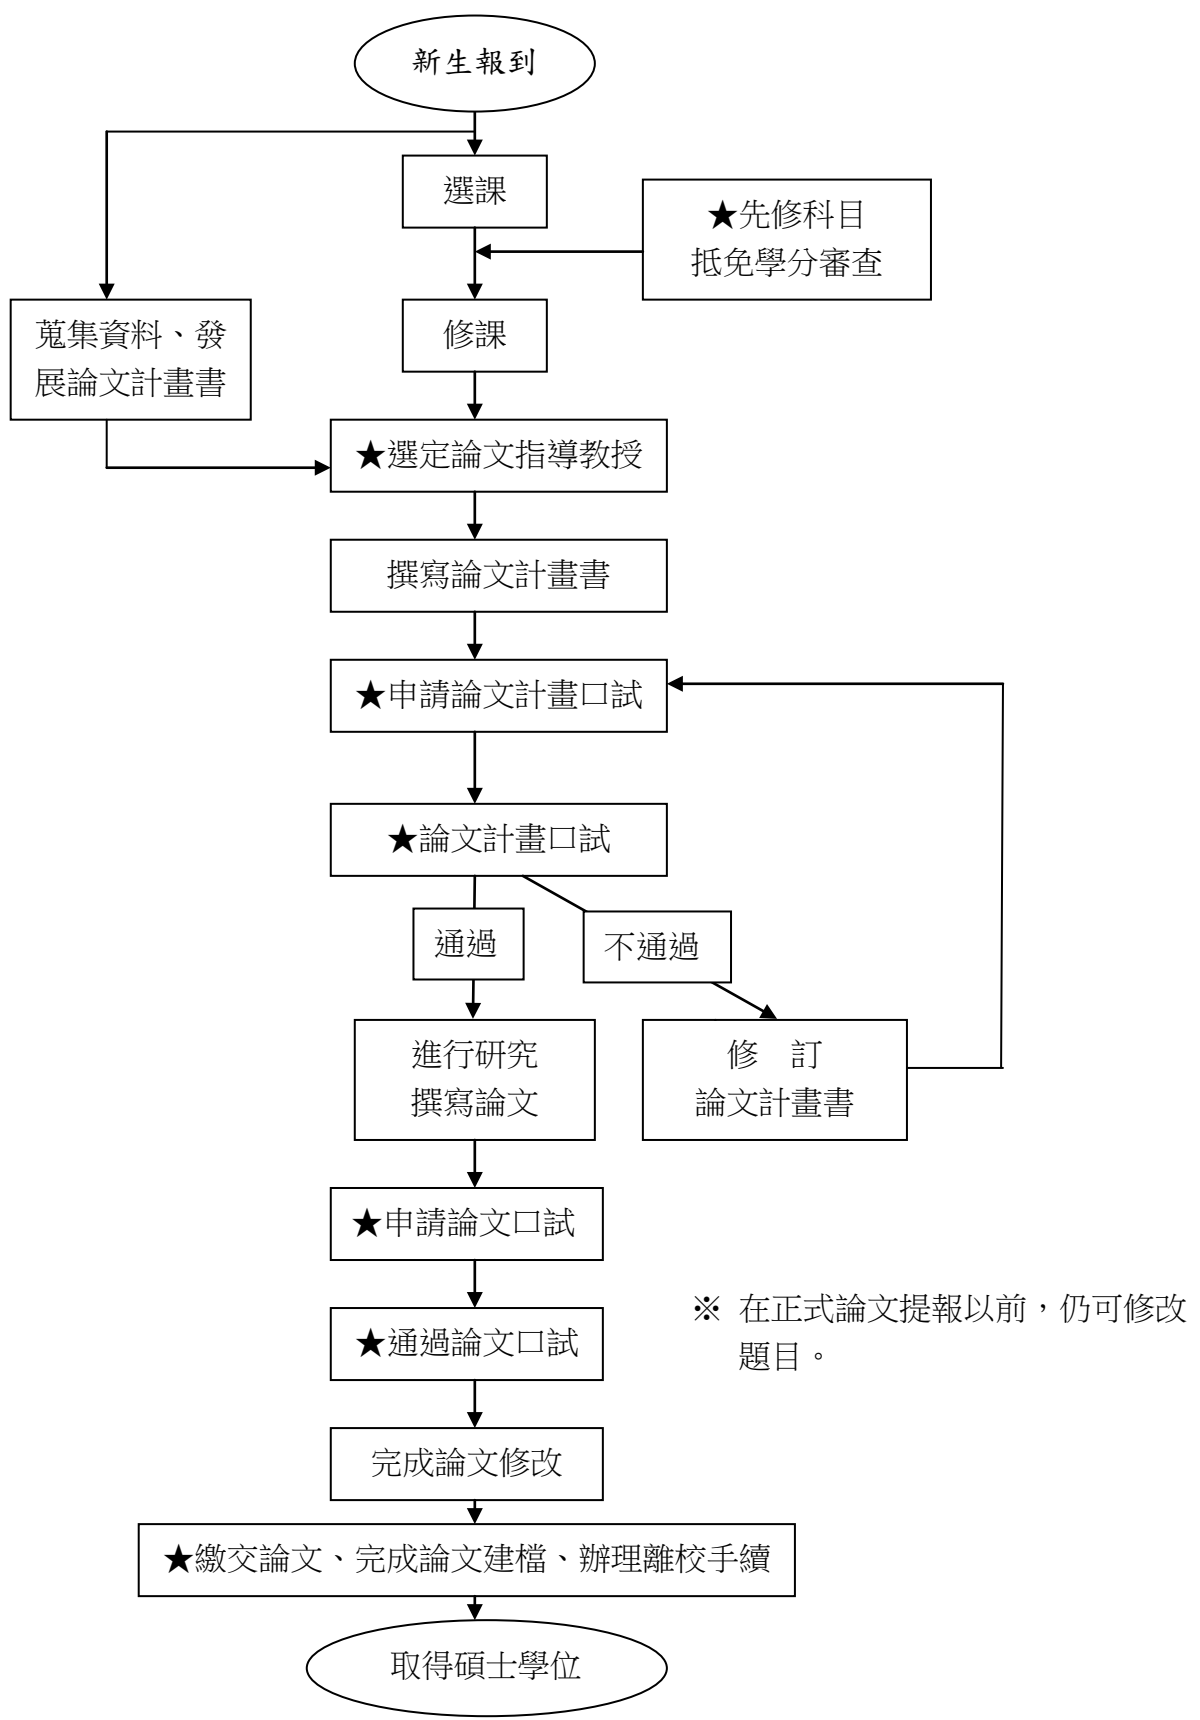 新生報到
選課
★先修科目
抵免學分審查
蒐集資料、發
展論文計畫書
修課
★選定論文指導教授
撰寫論文計畫書
★申請論文計畫口試
★論文計畫口試
通過
不通過
進行研究
撰寫論文
修　訂
論文計畫書
★申請論文口試
※ 在正式論文提報以前，仍可修改
題目。
★通過論文口試
完成論文修改
★繳交論文、完成論文建檔、辦理離校手續
取得碩士學位